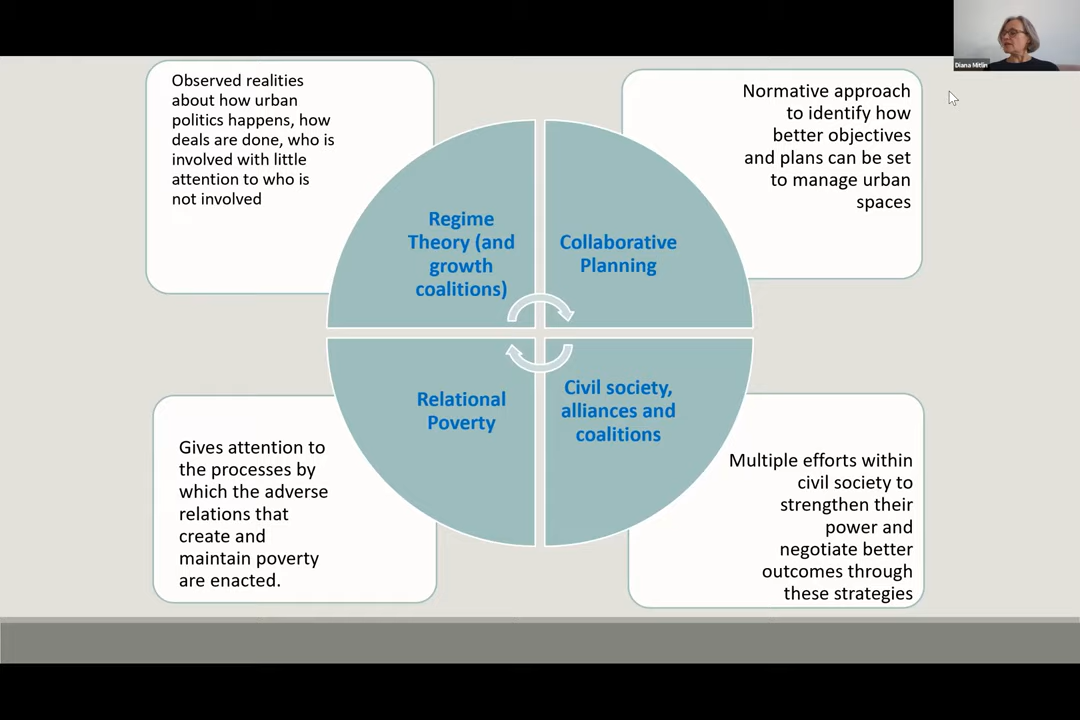 Diana Mitlin
Observed realities
about how urban
politics happens, how
deals are done, who is
involved with little
attention to who is
not involved
Normative approach
to identify how
better objectives
and plans can be set
to manage urban
spaces
Regime
Theory (and
growth
coalitions)
Collaborative
Planning
Relational
Poverty
Civil society,
alliances and
coalitions
Gives attention to
the processes by
which the adverse
relations that
create and
maintain poverty
are enacted.
Multiple efforts within
civil society to
strengthen their
power and
negotiate better
outcomes through
these strategies